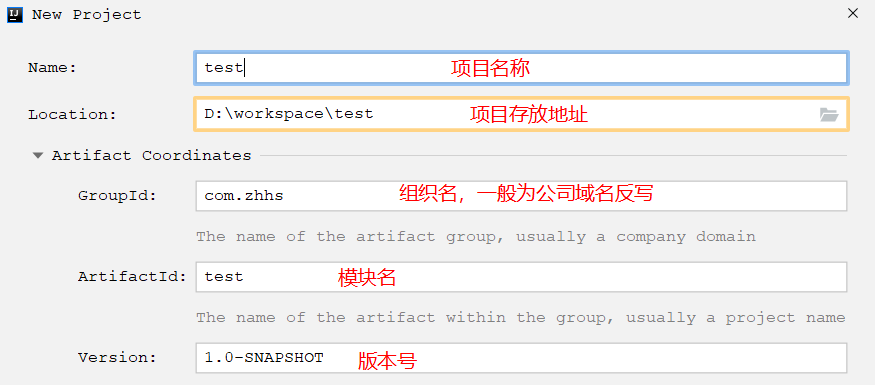 New Project
Name: test 项目名称
Location: D:\workspace\test 项目存放地址
Artifact Coordinates
GroupId: com.zhhs 组织名，一般为公司域名反写
The name of the artifact group, usually a company domain
ArtifactId: test 模块名
The name of the artifact within the group, usually a project name
Version: 1.0-SNAPSHOT 版本号